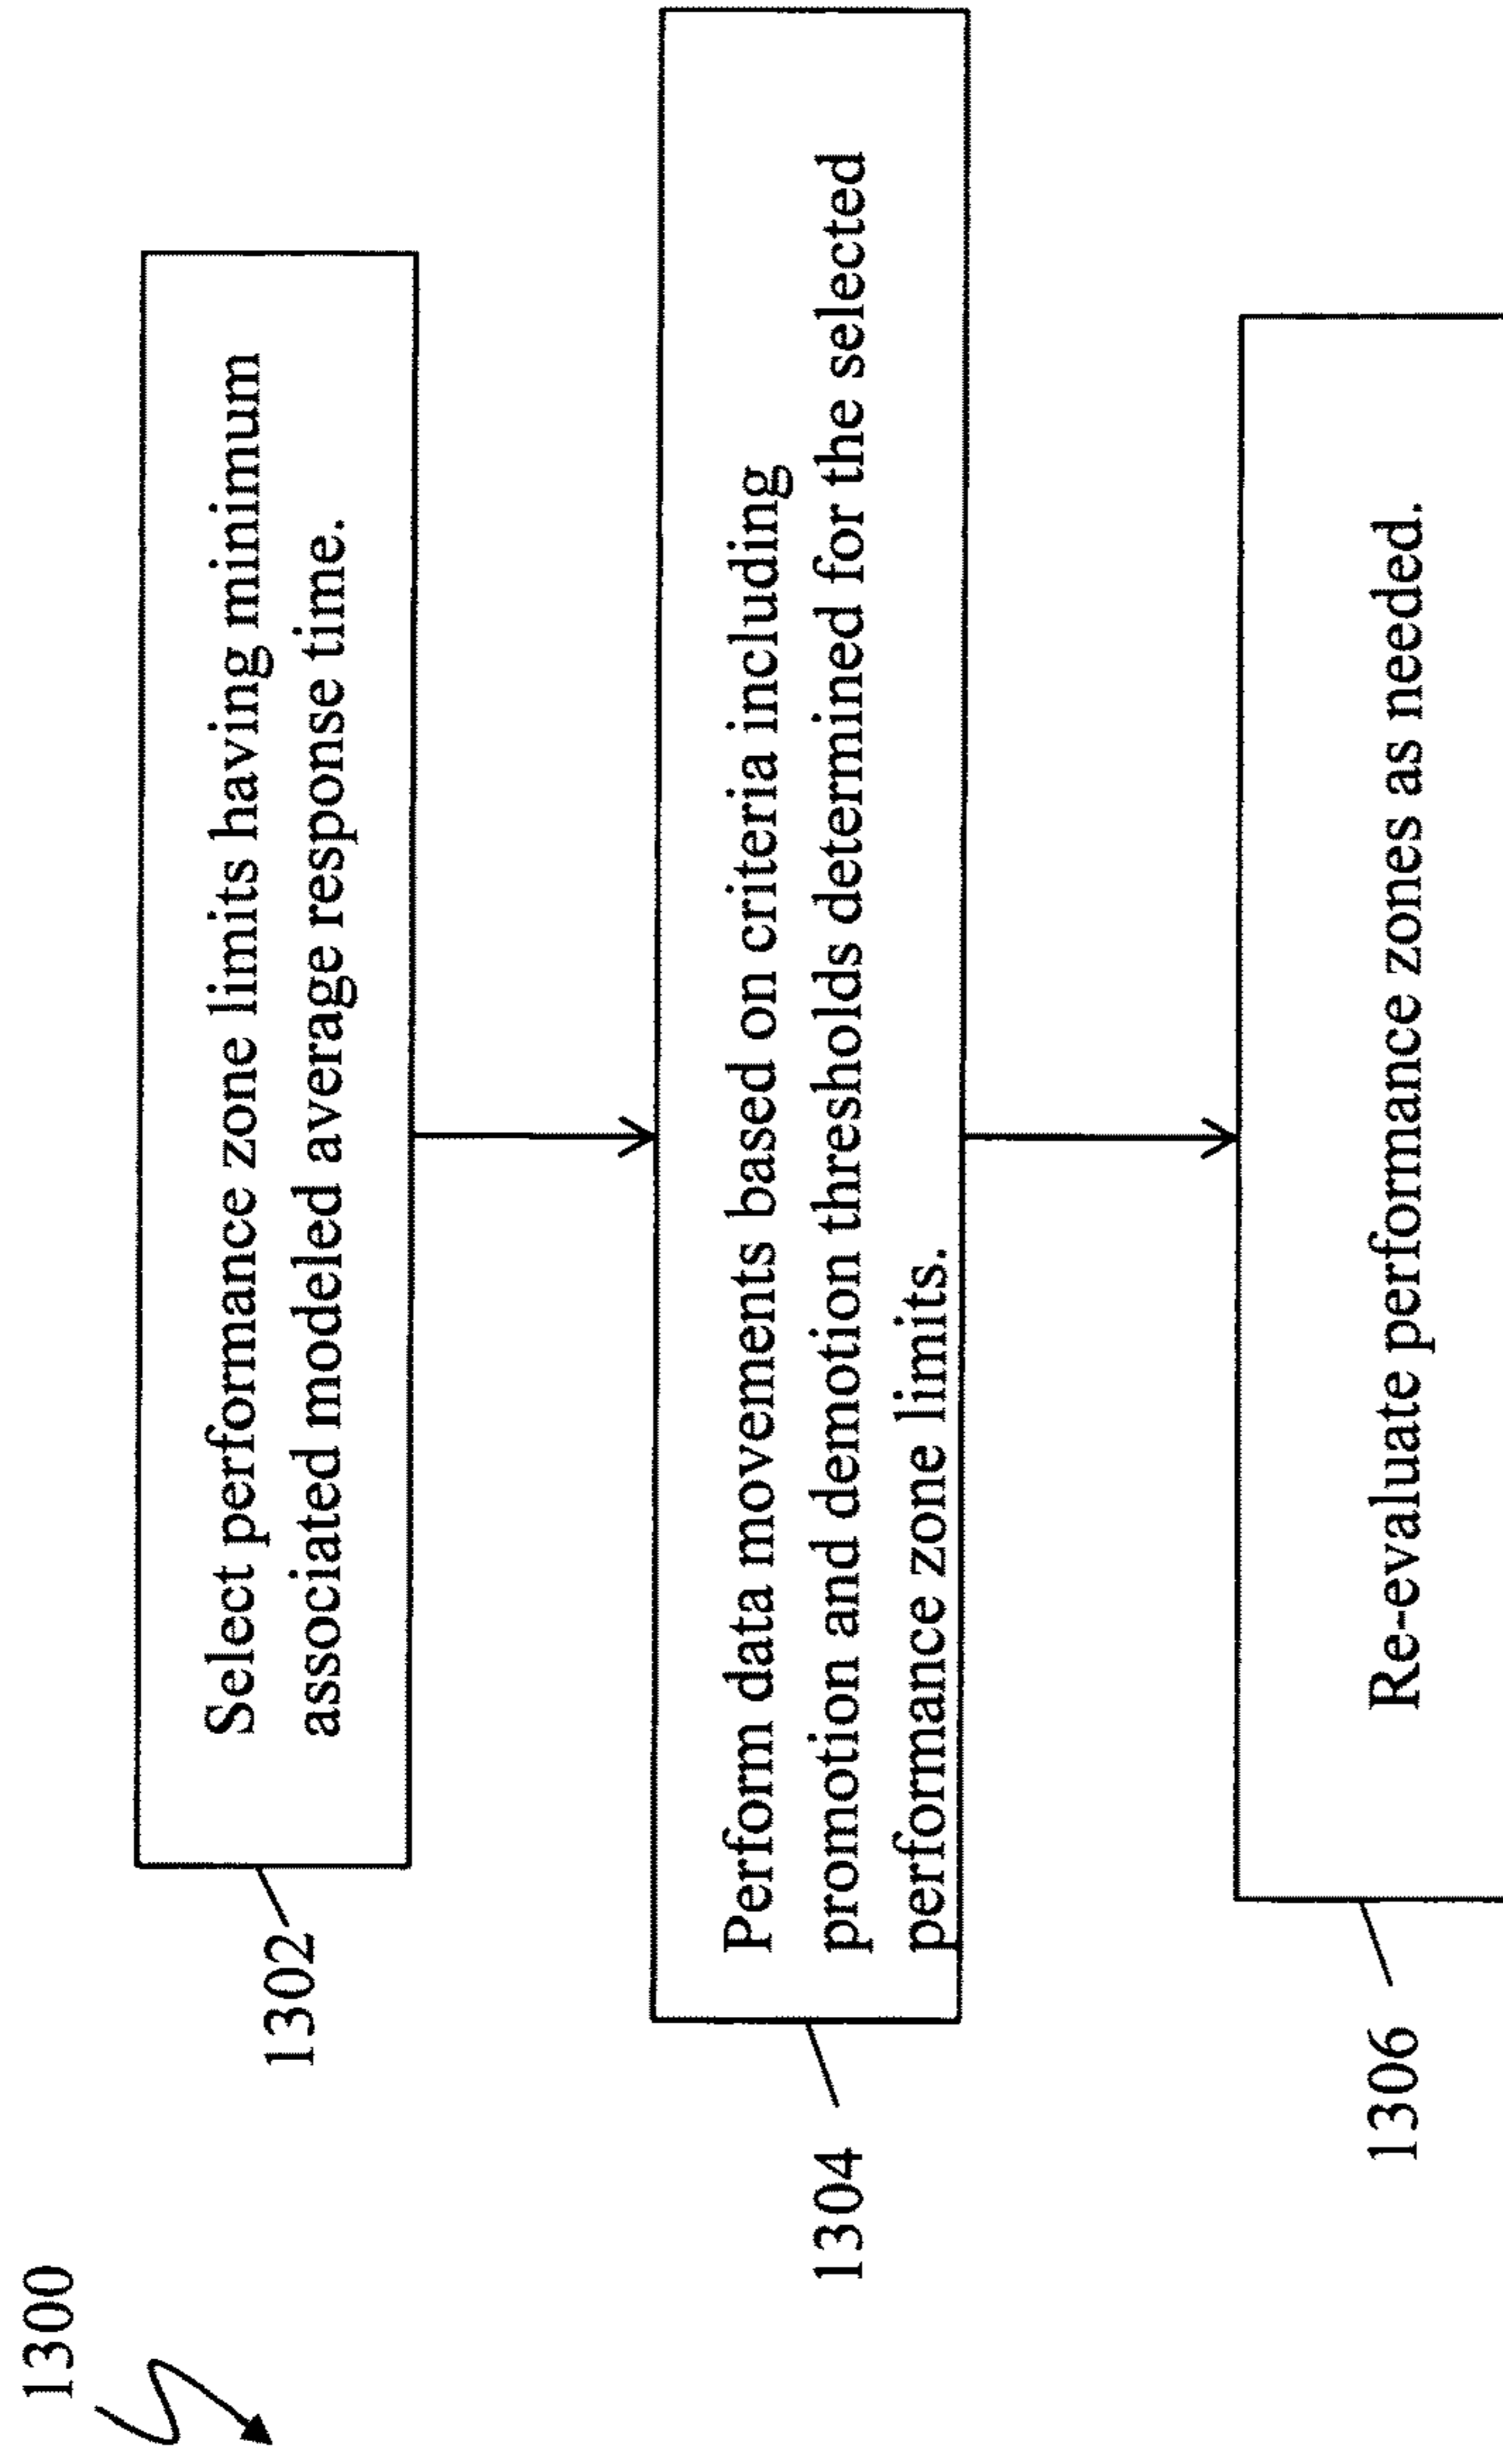 1300
1302
Select performance zone limits having minimum
associated modeled average response time.
1304
Perform data movements based on criteria including
promotion and demotion thresholds determined for the selected
performance zone limits.
1306
Re-evaluate performance zones as needed.